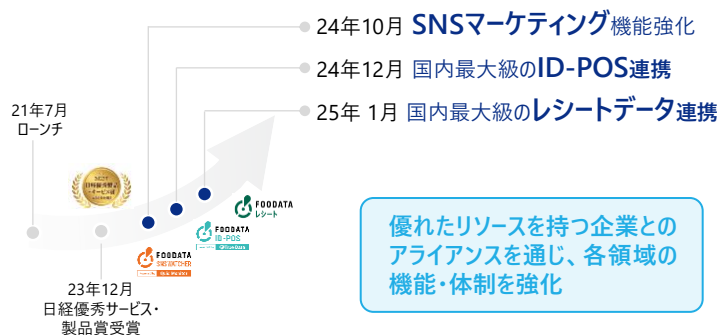 24年10月 SNSマーケティング機能強化
24年12月 国内最大級のID-POS連携
25年 1月 国内最大級のレシートデータ連携
21年7月
ローンチ
FOODATA
レシート
FOODATA
ID-POS
FOODATA
SNS WATCHER
23年12月
日経優秀サービス・
製品賞受賞
優れたリソースを持つ企業との
アライアンスを通じ、各領域の
機能・体制を強化